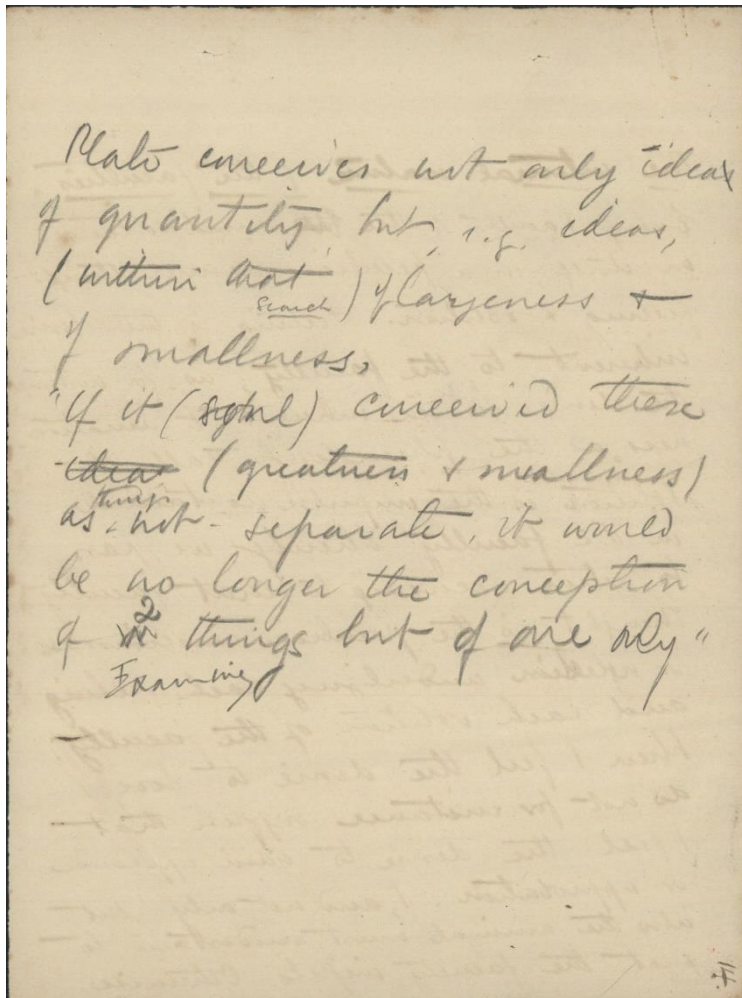 Plato conceives not only ideas
of quantity, but, e.g. ideas,
(within that
search) of largeness &
of smallness.
"If it (soul) conceived these
ideas (greatness & smallness)
things
as not separate, it would
be no longer the conception
of 2 things but of one only"
Examining